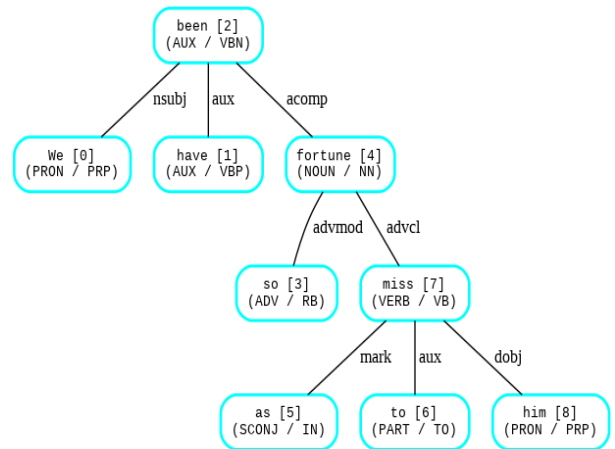 been [2]
(AUX / VBN)
nsubj
aux
acomp
We [0]
(PRON / PRP)
have [1]
(AUX / VBP)
fortune [4]
(NOUN / NN)
advmod
advcl
so [3]
(ADV / RB)
miss [7]
(VERB / VB)
mark
aux
dobj
as [5]
(SCONJ / IN)
to [6]
(PART / TO)
him [8]
(PRON / PRP)